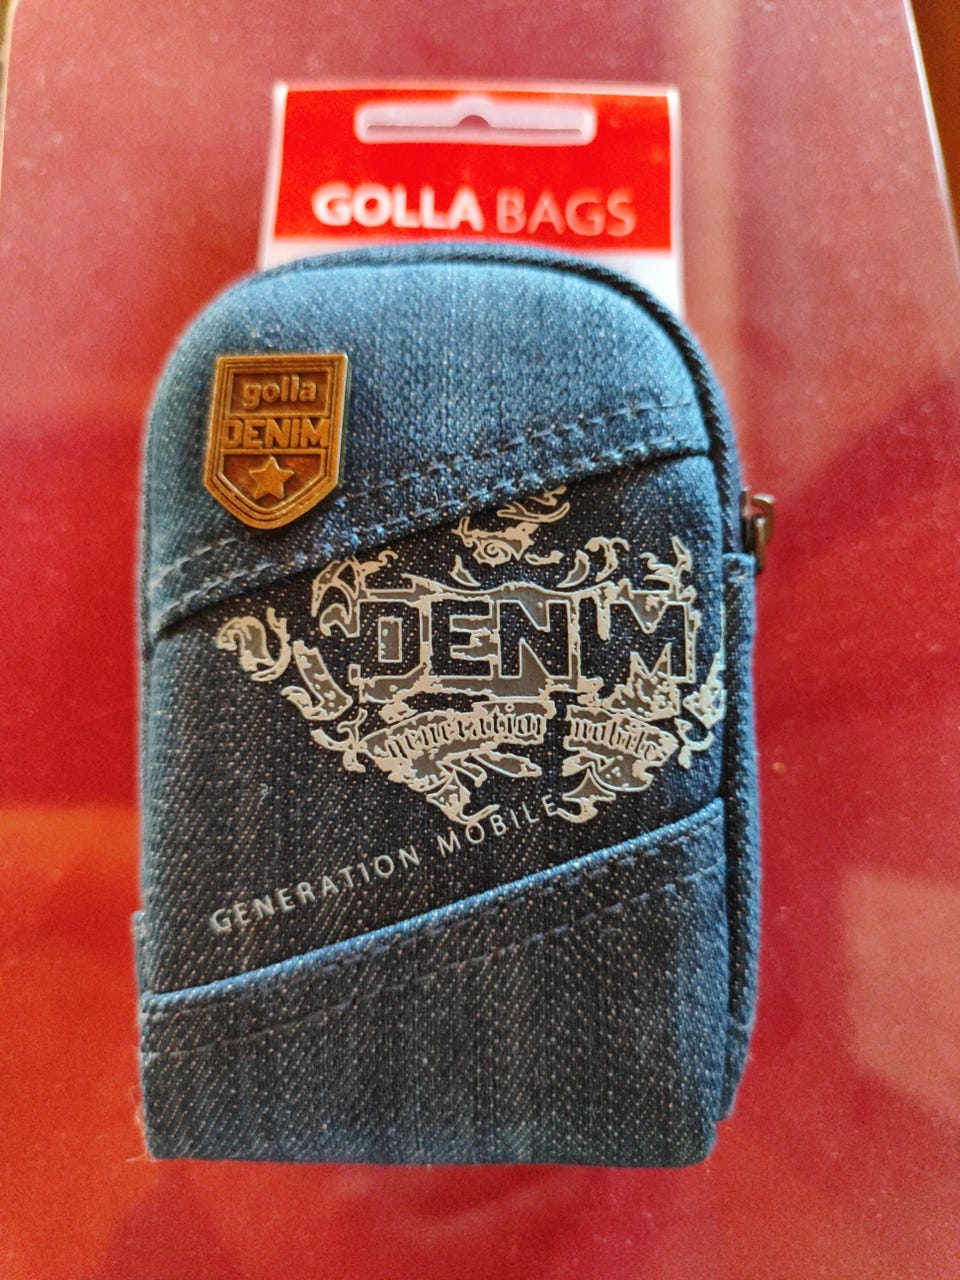 GOLLA BAGS
golla
DENIM
DENIM
generation mobile
GENERATION MOBILE